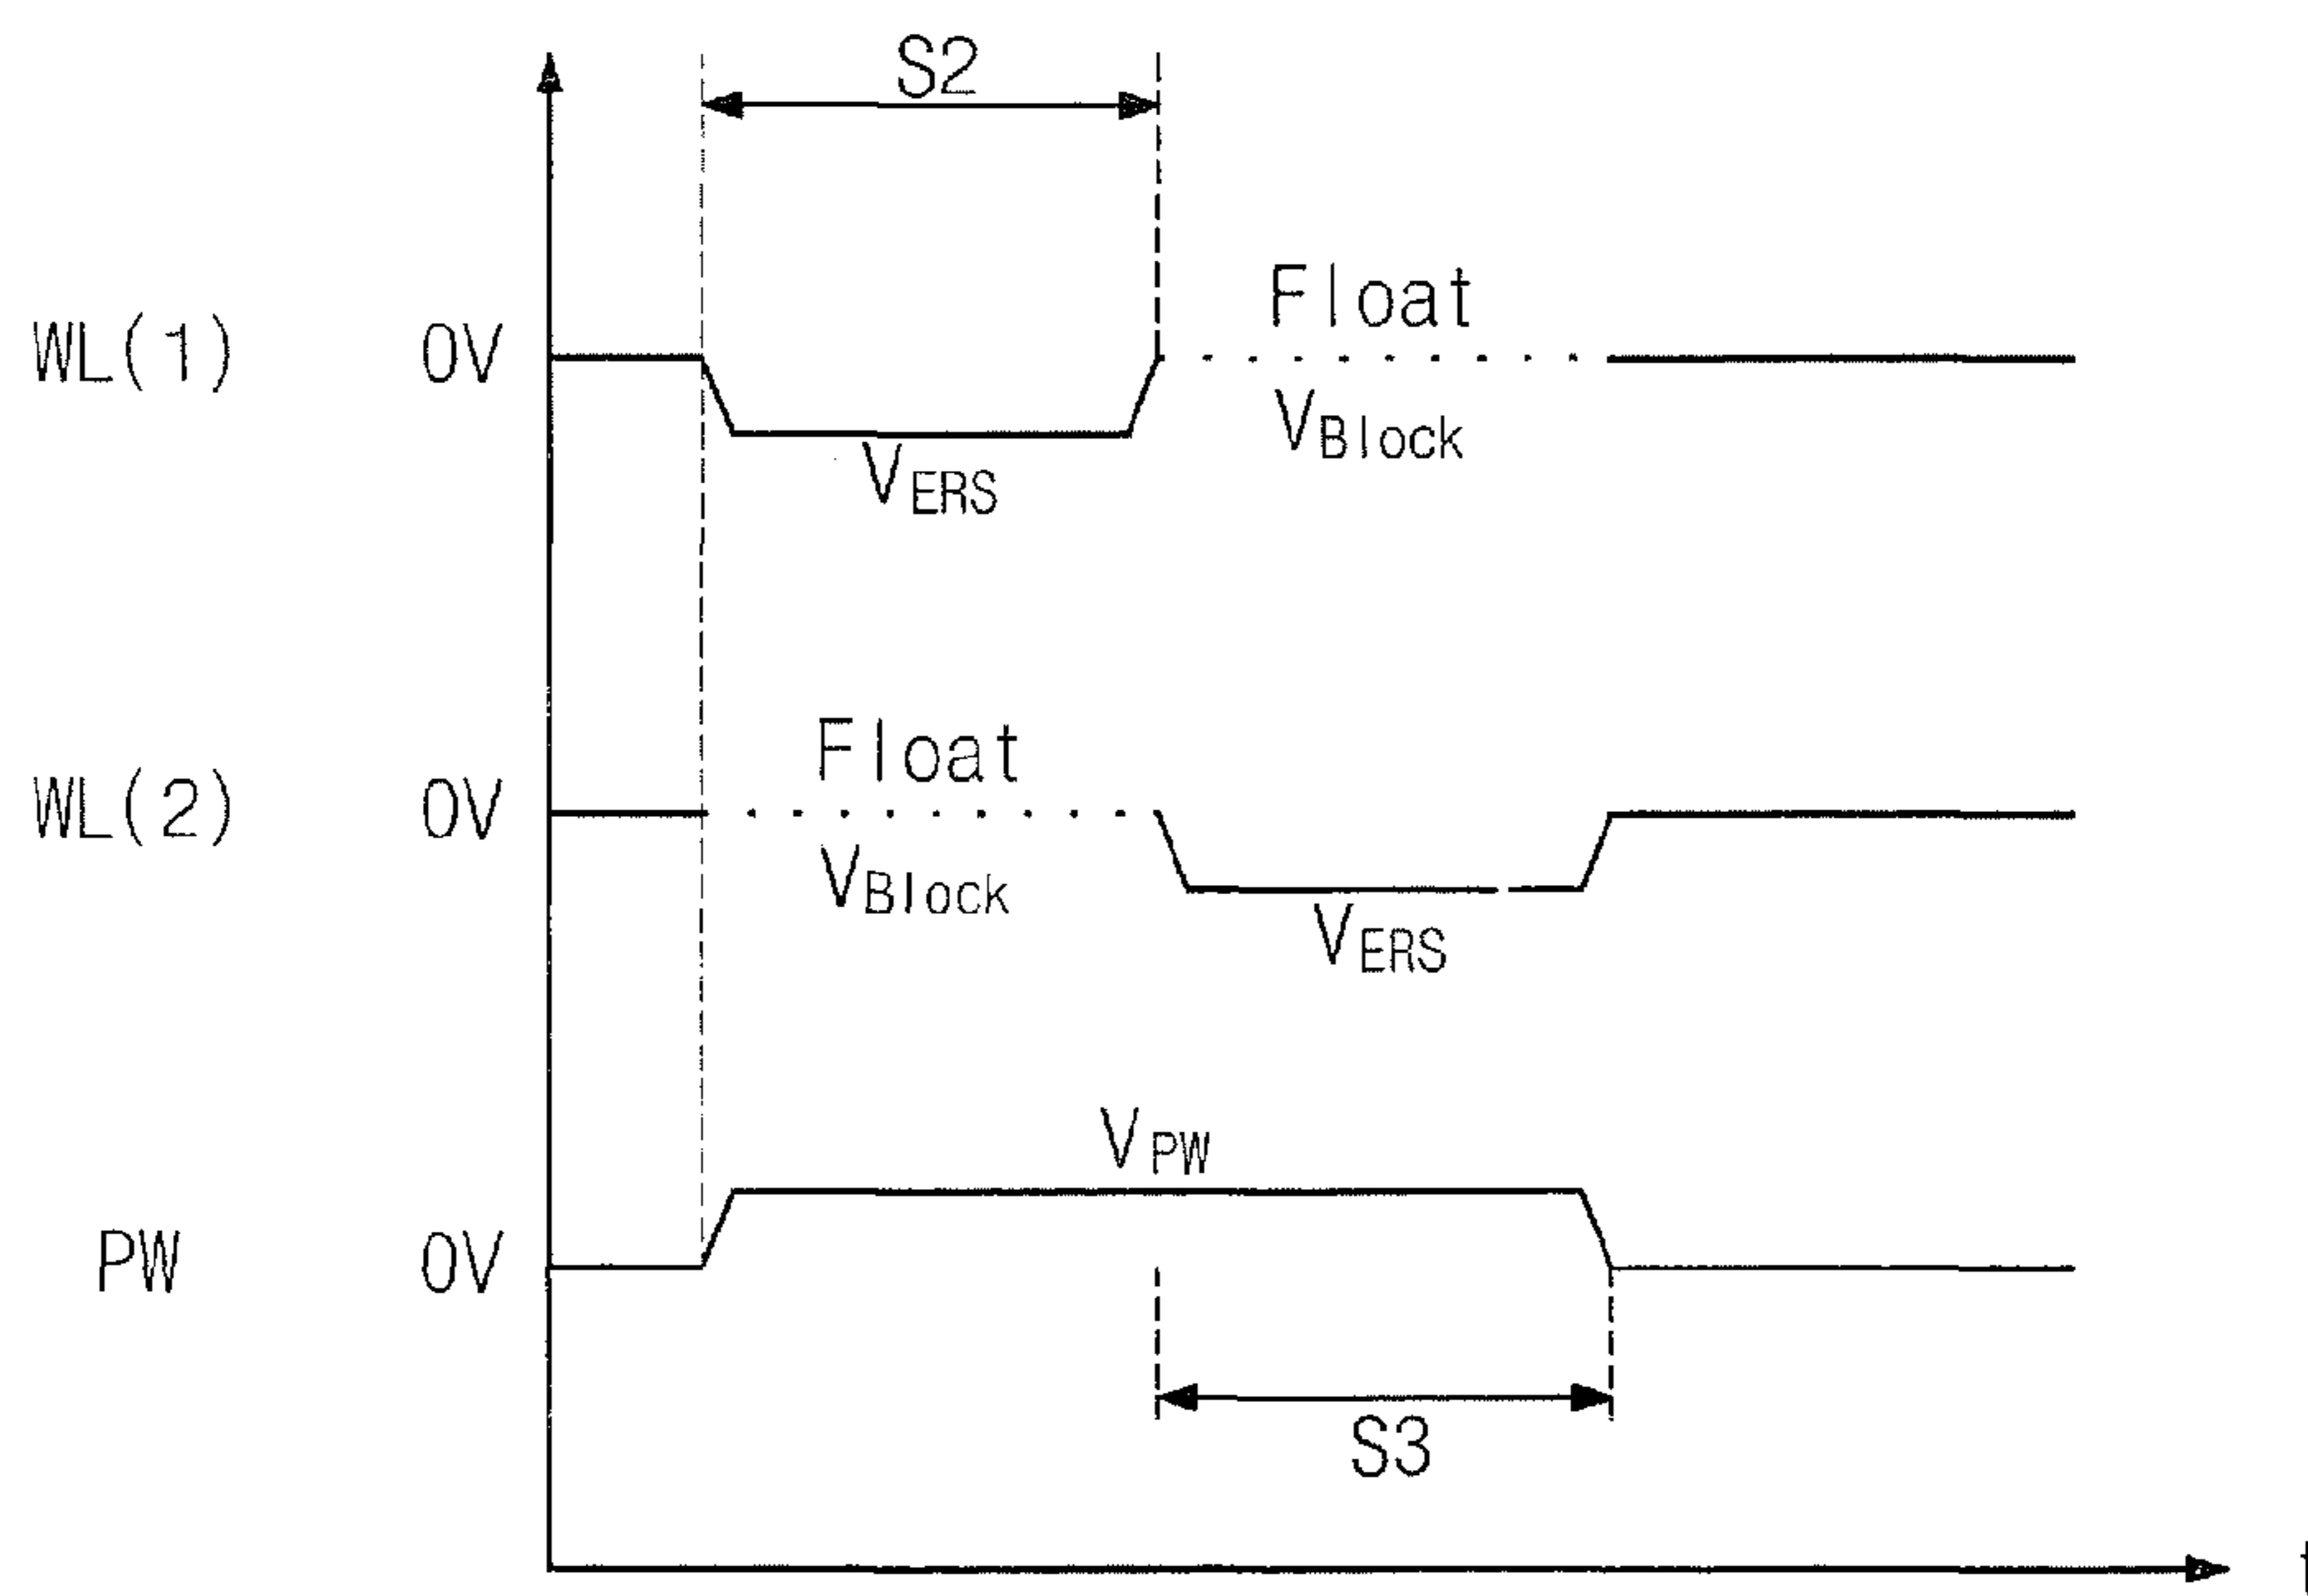 S2
Float
WL(1) 0V
VBlock
VERS
Float
WL(2) 0V
VBlock
VERS
VPW
PW 0V
S3
t